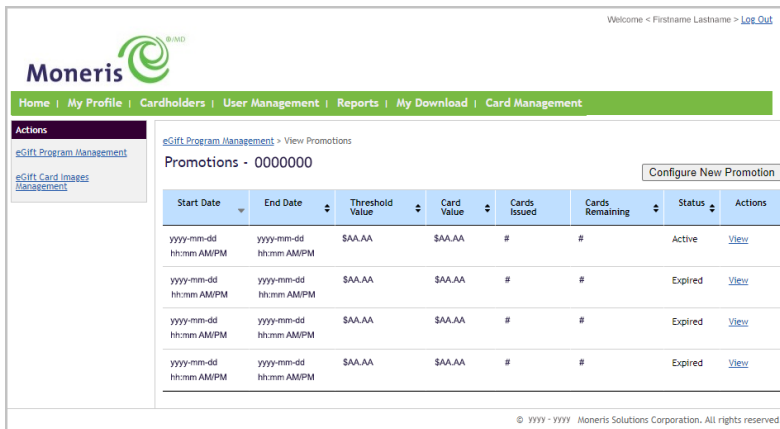 Welcome < Firstname Lastname > Log Out
®/MD
Moneris
Home | My Profile | Cardholders | User Management | Reports | My Download | Card Management
Actions
eGift Program Management
eGift Card Images
Management
eGift Program Management > View Promotions
Promotions - 0000000
Configure New Promotion
Start Date End Date Threshold Value Card Value Cards Issued Cards Remaining Status Actions
yyyy-mm-dd yyyy-mm-dd $AA.AA $AA.AA # # Active View
hh:mm AM/PM hh:mm AM/PM
yyyy-mm-dd yyyy-mm-dd $AA.AA $AA.AA # # Expired View
hh:mm AM/PM hh:mm AM/PM
yyyy-mm-dd yyyy-mm-dd $AA.AA $AA.AA # # Expired View
hh:mm AM/PM hh:mm AM/PM
yyyy-mm-dd yyyy-mm-dd $AA.AA $AA.AA # # Expired View
hh:mm AM/PM hh:mm AM/PM
© yyyy - yyyy Moneris Solutions Corporation. All rights reserved